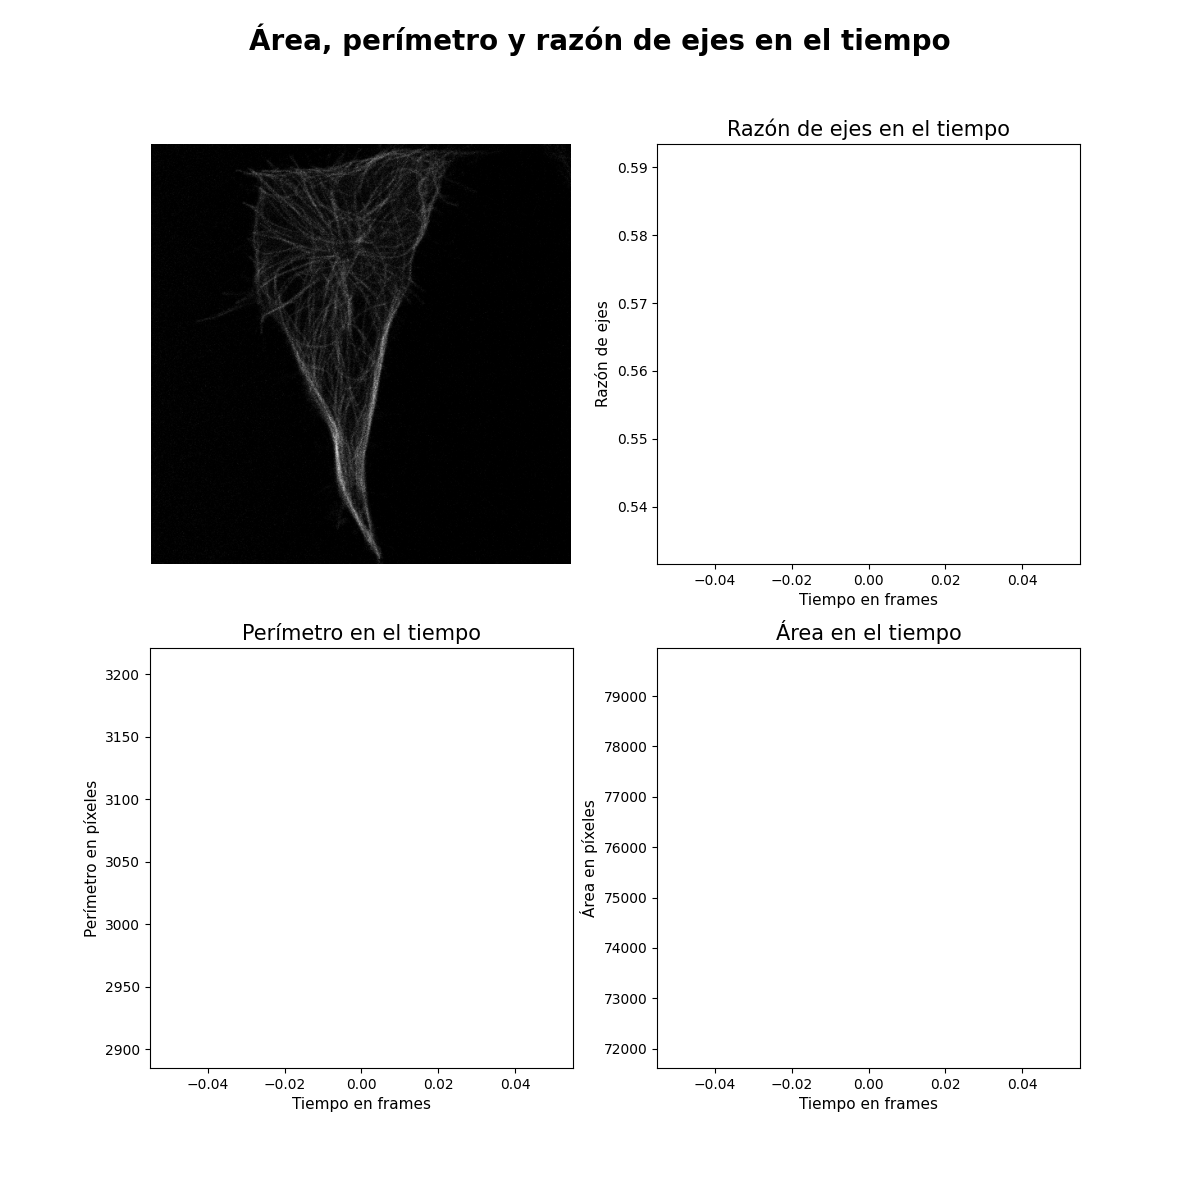 Área, perímetro y razón de ejes en el tiempo
Razón de ejes en el tiempo
Razón de ejes
0.59
0.58
0.57
0.56
0.55
0.54
−0.04 −0.02 0.00 0.02 0.04
Tiempo en frames
Perímetro en el tiempo
Perímetro en píxeles
3200
3150
3100
3050
3000
2950
2900
−0.04 −0.02 0.00 0.02 0.04
Tiempo en frames
Área en el tiempo
Área en píxeles
79000
78000
77000
76000
75000
74000
73000
72000
−0.04 −0.02 0.00 0.02 0.04
Tiempo en frames